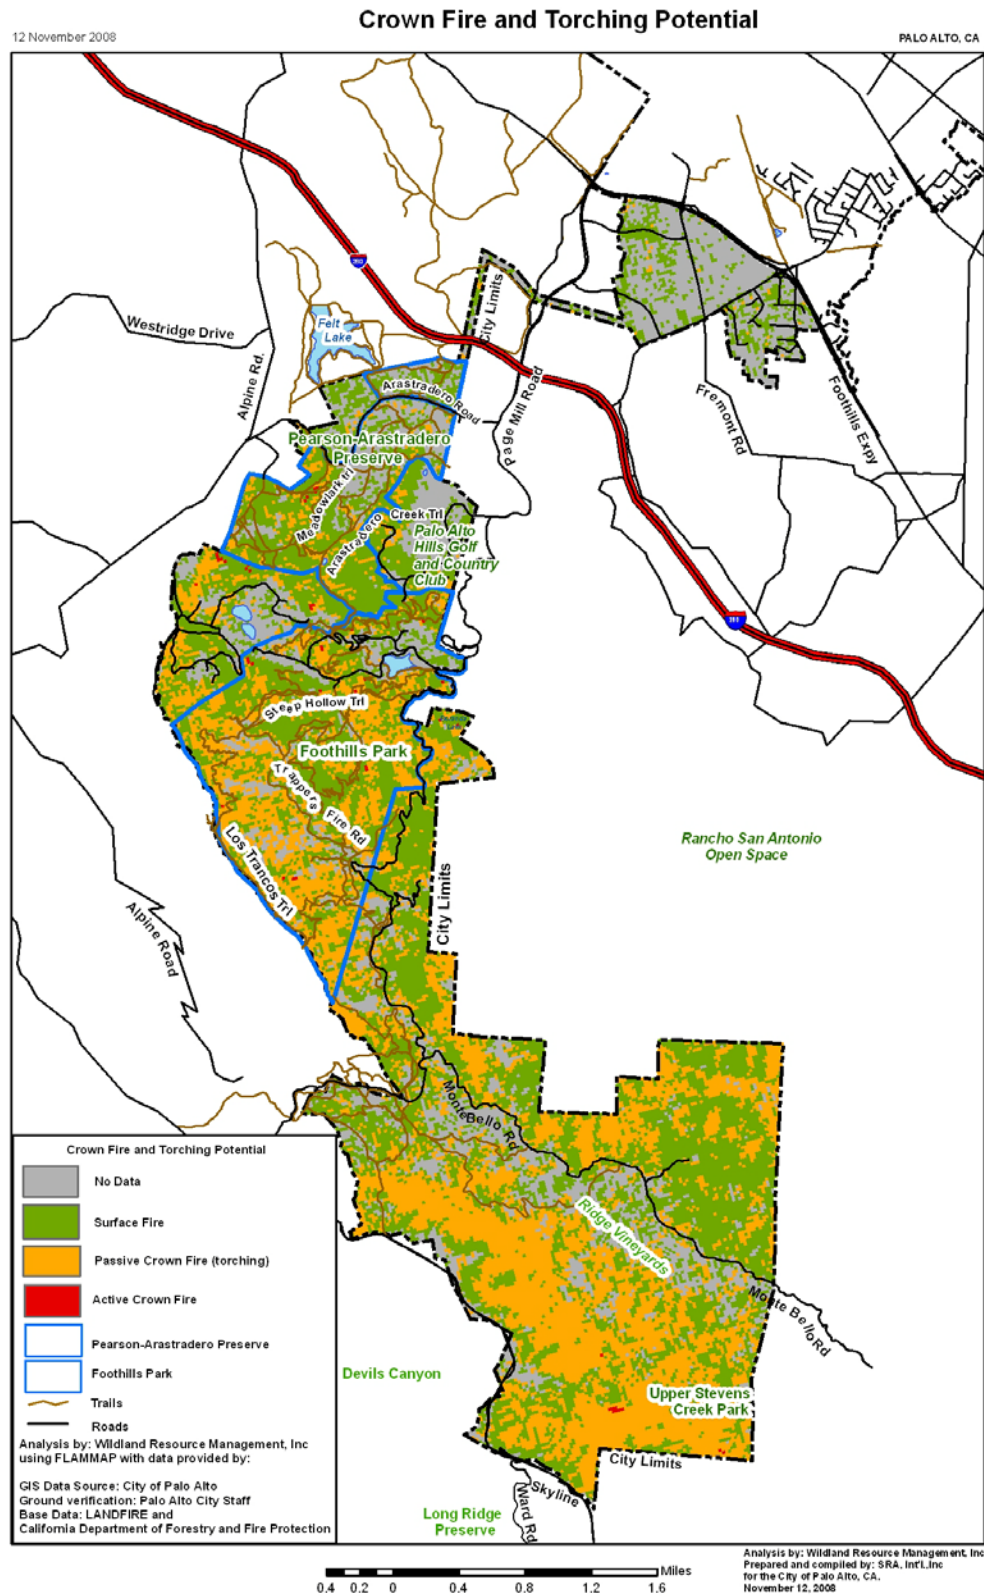 Crown Fire and Torching Potential
12 November 2008
PALO ALTO, CA
Westridge Drive
Alpine Rd.
Felt
Lake
City Limits
Arastradero Road
Page Mill Road
Fremont Rd
Foothills Expy
Pearson-Arastradero
Preserve
Meadowlark trl
Arastradero
Creek Trl
Palo Alto
Hills Golf
and Country
Club
Steep Hollow Trl
Foothills Park
Trappers
Fire Rd
Los Trancos Trl
City Limits
Rancho San Antonio
Open Space
Alpine Road
Monte Bello Rd
Ridge Vineyards
Monte Bello Rd
Devils Canyon
Upper Stevens
Creek Park
City Limits
Skyline
Ward Rd
Long Ridge
Preserve
Crown Fire and Torching Potential
No Data
Surface Fire
Passive Crown Fire (torching)
Active Crown Fire
Pearson-Arastradero Preserve
Foothills Park
Trails
Roads
Analysis by: Wildland Resource Management, Inc
using FLAMMAP with data provided by:
GIS Data Source: City of Palo Alto
Ground verification: Palo Alto City Staff
Base Data: LANDFIRE and
California Department of Forestry and Fire Protection
0.4 0.2 0 0.4 0.8 1.2 1.6
Miles
Analysis by: Wildland Resource Management, Inc
Prepared and compiled by: SRA, Int'l.,Inc
for the City of Palo Alto, CA.
November 12, 2008